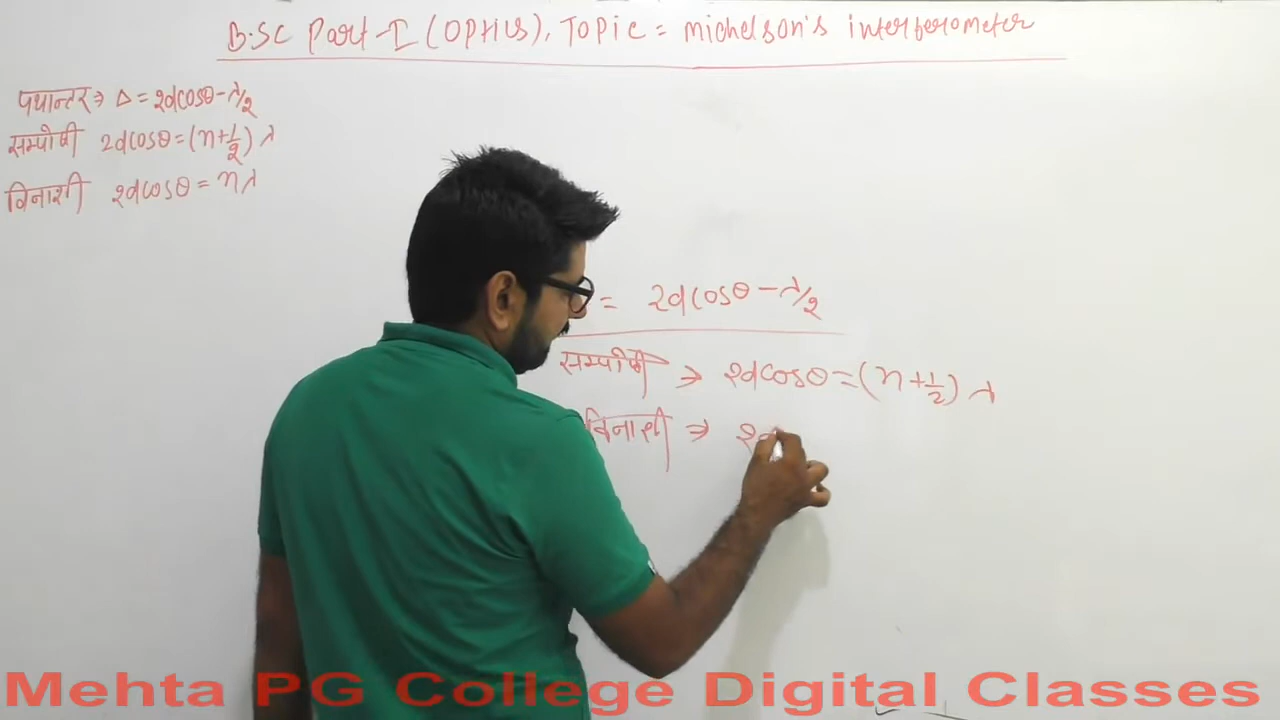 B.SC Part-I (OPTICS), TOPIC = michelson's interferometer
पथान्तर ⇒ Δ = 2dcosθ - λ/2
सम्पोषी 2dcosθ = (n+1/2) λ
विनाशी 2dcosθ = nλ
= 2dcosθ - λ/2
सम्पोषी ⇒ 2dcosθ = (n+1/2) λ
विनाशी ⇒ 2d
Mehta PG College Digital Classes